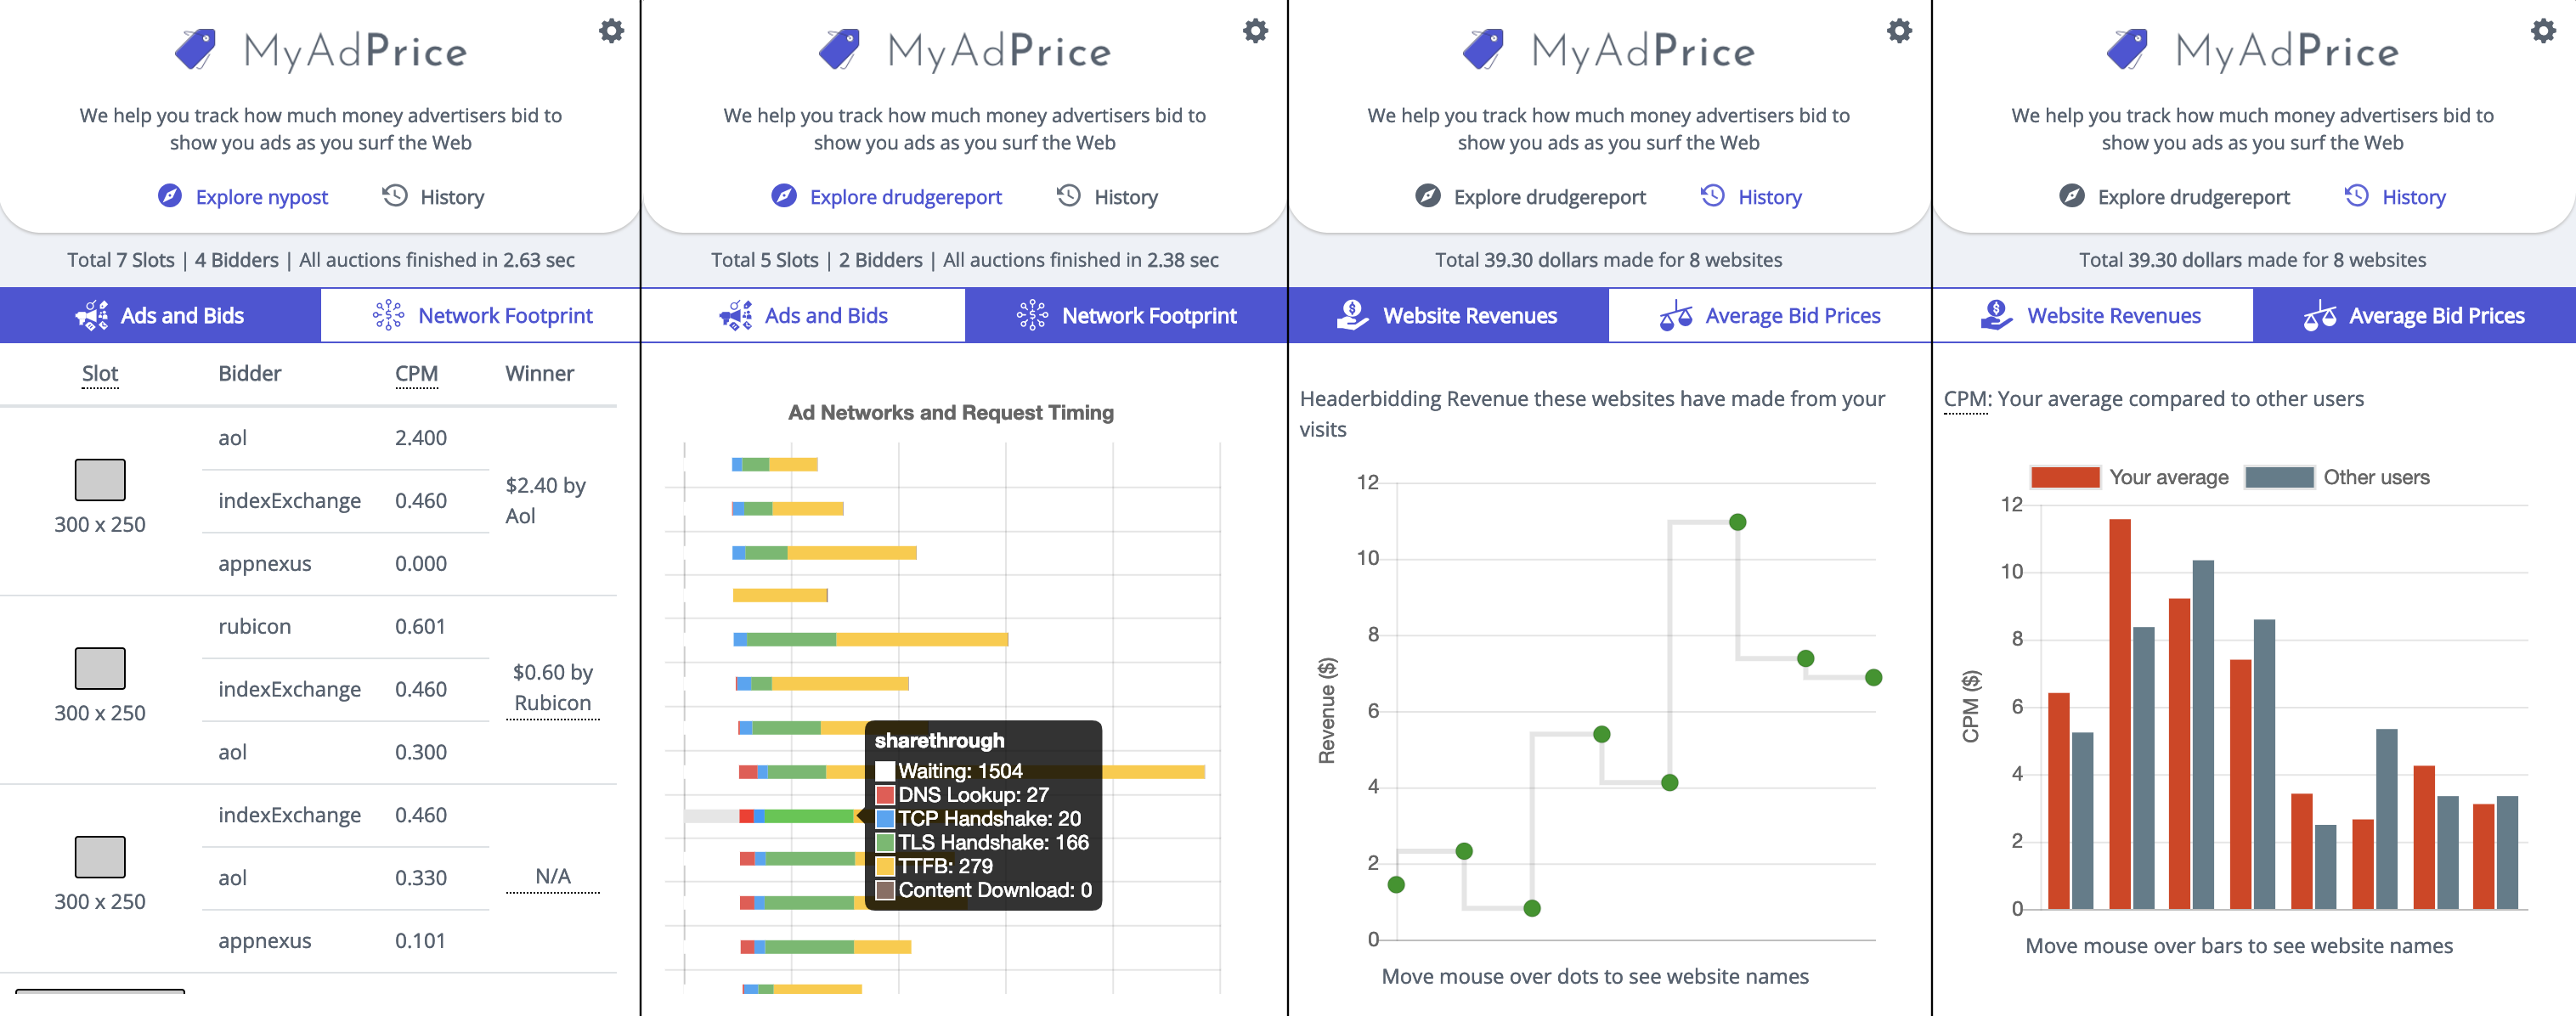 MyAdPrice
We help you track how much money advertisers bid to
show you ads as you surf the Web
Explore nypost
History
Total 7 Slots | 4 Bidders | All auctions finished in 2.63 sec
Ads and Bids
Network Footprint
Slot Bidder CPM Winner
aol 2.400
indexExchange 0.460
appnexus 0.000
300 x 250
$2.40 by
Aol
rubicon 0.601
indexExchange 0.460
aol 0.300
300 x 250
$0.60 by
Rubicon
indexExchange 0.460
aol 0.330
appnexus 0.101
300 x 250
N/A
MyAdPrice
We help you track how much money advertisers bid to
show you ads as you surf the Web
Explore drudgereport
History
Total 5 Slots | 2 Bidders | All auctions finished in 2.38 sec
Ads and Bids
Network Footprint
Ad Networks and Request Timing
sharethrough
Waiting: 1504
DNS Lookup: 27
TCP Handshake: 20
TLS Handshake: 166
TTFB: 279
Content Download: 0
MyAdPrice
We help you track how much money advertisers bid to
show you ads as you surf the Web
Explore drudgereport
History
Total 39.30 dollars made for 8 websites
Website Revenues
Average Bid Prices
Headerbidding Revenue these websites have made from your
visits
Revenue ($)
12
10
8
6
4
2
0
Move mouse over dots to see website names
MyAdPrice
We help you track how much money advertisers bid to
show you ads as you surf the Web
Explore drudgereport
History
Total 39.30 dollars made for 8 websites
Website Revenues
Average Bid Prices
CPM: Your average compared to other users
Your average
Other users
CPM ($)
12
10
8
6
4
2
0
Move mouse over bars to see website names